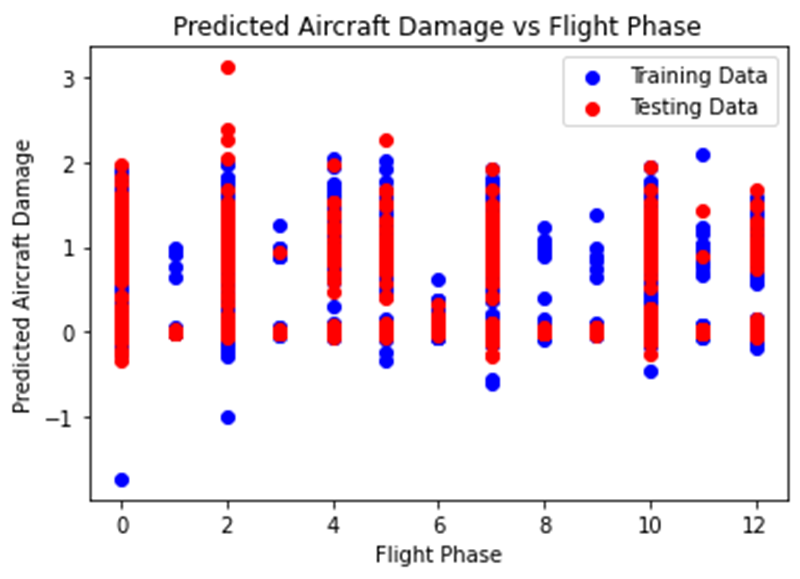 Predicted Aircraft Damage vs Flight Phase
Training Data
Testing Data
Predicted Aircraft Damage
3
2
1
0
−1
0 2 4 6 8 10 12
Flight Phase